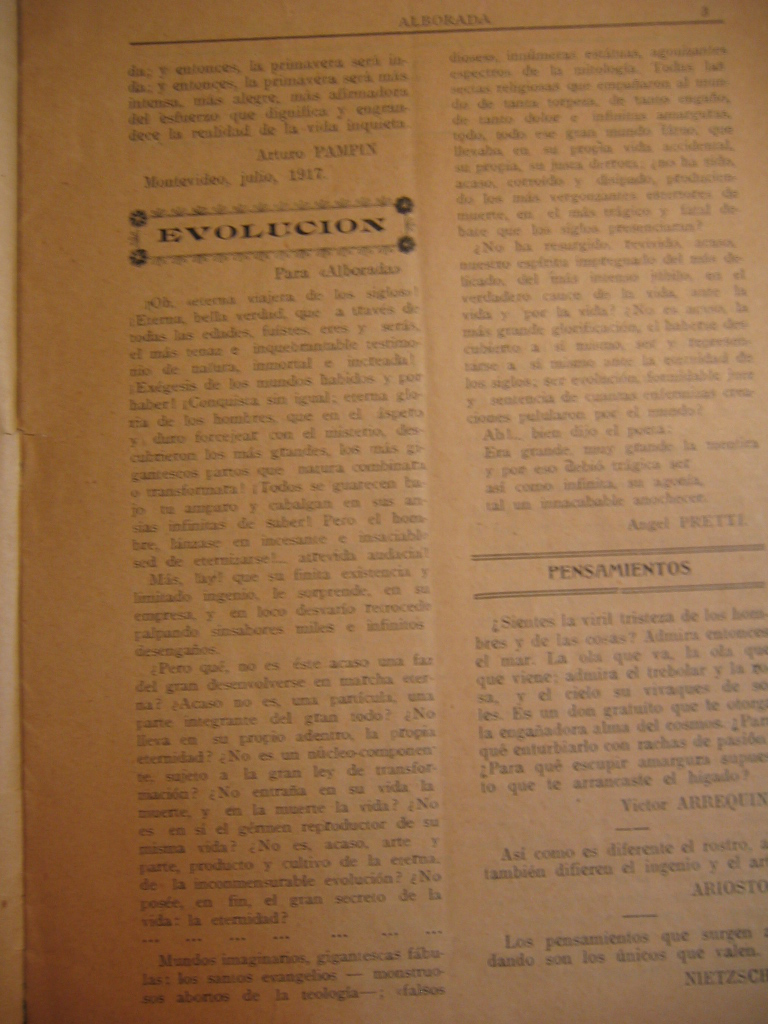 ALBORADA 3
da; y entonces, la primavera será in-
da; y entonces, la primavera será más
intensa, más alegre, más afirmadora
del esfuerzo que dignifica y engran-
dece la realidad de la vida inquieta.
Arturo PAMPIN
Montevideo, julio, 1917.
EVOLUCION
Para «Alborada»
¡Oh, «eterna viajera de los siglos»!
¡Eterna, bella verdad, que a través de
todas las edades, fuistes, eres y serás,
el más tenaz e inquebrantable testimo-
nio de natura, inmortal e increada!
¡Exégesis de los mundos habidos y por
haber! ¡Conquista sin igual; eterna glo-
ria de los hombres, que en el áspero
y duro forcejear con el misterio, des-
cubrieron los más grandes, los más gi-
gantescos partos que natura combinara
o transformara! ¡Todos se guarecen ba-
jo tu amparo y cabalgan en sus an-
sias infinitas de saber! Pero el hom-
bre, lánzase en incesante e insaciable
sed de eternizarse!... atrevida audacia!
Más, ¡ay! que su finita existencia y
limitado ingenio, le sorprende, en su
empresa, y en loco desvarío retrocede
palpando sinsabores miles e infinitos
desengaños.
¿Pero qué, no es éste acaso una faz
del gran desenvolverse en marcha eter-
na? ¿Acaso no es, una partícula, una
parte integrante del gran todo? ¿No
lleva en su propio adentro, la propia
eternidad? ¿No es un núcleo-componen-
te, sujeto a la gran ley de transfor-
mación? ¿No entraña en su vida la
muerte, y en la muerte la vida? ¿No
es en sí el gérmen reproductor de su
misma vida? ¿No es, acaso, arte y
parte, producto y cultivo de la eterna,
de la inconmensurable evolución? ¿No
posée, en fin, el gran secreto de la
vida: la eternidad?
... ... ... ... ... ...
Mundos imaginarios, gigantescas fábu-
las: los santos evangelios — monstruo-
sos abortos de la teología—; «falsos
dioses», innúmeras estátuas, agonizantes
espectros de la mitología. Todas las
sectas religiosas que empañaron al mun-
do de tanta torpeza, de tanto engaño,
de tanto dolor e infinitas amarguras,
todo, todo ese gran mundo fatuo, que
llevaba en su propia vida accidental,
su propia, su justa derrota; ¿no ha sido,
acaso, corroído y disipado, producien-
do los más vergonzantes estertores de
muerte, en el más trágico y fatal de-
bate que los siglos presenciaran?
¿No ha resurgido, revivido, acaso,
nuestro espíritu impregnado del más de-
licado, del más intenso júbilo, en el
verdadero cauce de la vida, ante la
vida y por la vida? ¿No es acaso, la
más grande glorificación, el haberse des-
cubierto a sí mismo, ser y represen-
tarse a sí mismo ante la eternidad de
los siglos; ser evolución, formidable juez
y sentencia de cuantas enfermizas crea-
ciones pulularon por el mundo?
Ah!... bien dijo el poeta:
Era grande, muy grande la mentira
y por eso debió trágica ser
así como infinita, su agonía,
tal un innacabable anochecer.
Angel PRETTI
PENSAMIENTOS
¿Sientes la viril tristeza de los hom-
bres y de las cosas? Admira entonces
el mar. La ola que va, la ola que
que viene; admira el trebolar y la ro-
sa, y el cielo su vivaques de so-
les. Es un don gratuito que te otorga
la engañadora alma del cosmos. ¿Par
qué enturbiarlo con rachas de pasión
¿Para qué escupir amargura supues
to que te arrancaste el hígado?
Victor ARREQUIN
Así como es diferente el rostro, a
también difieren el ingenio y el ar
ARIOSTO
Los pensamientos que surgen a
dando son los únicos que valen.
NIETZSCH